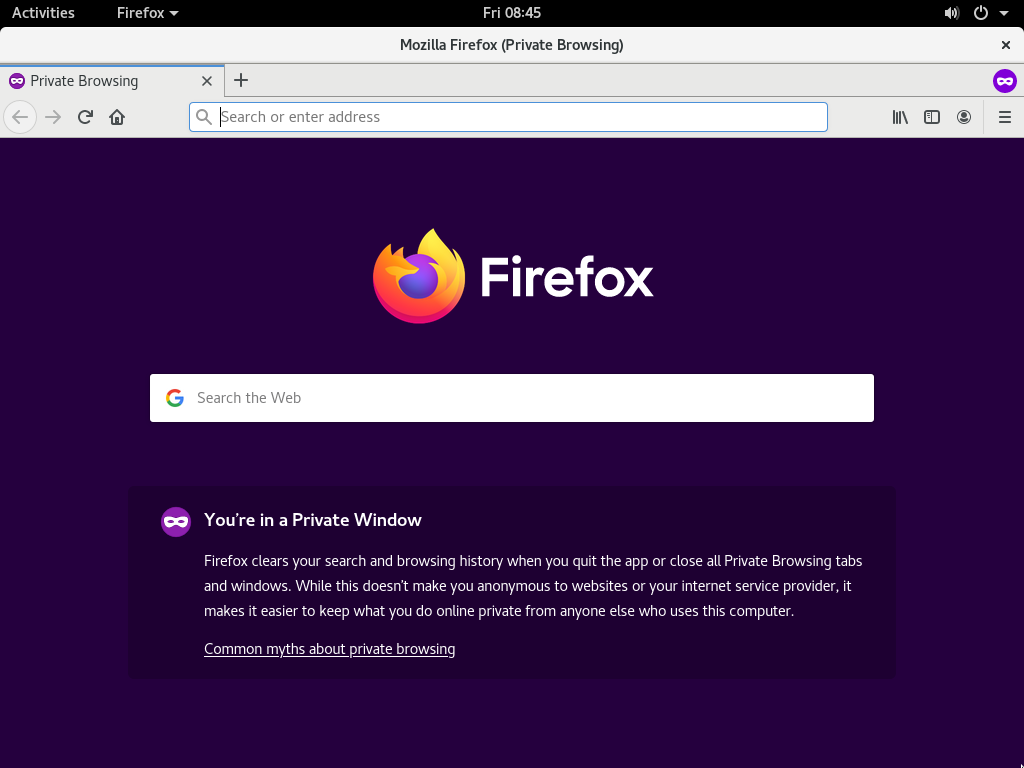 Activities Firefox Fri 08:45
Mozilla Firefox (Private Browsing)
Private Browsing
Search or enter address
Firefox
Search the Web
You're in a Private Window
Firefox clears your search and browsing history when you quit the app or close all Private Browsing tabs
and windows. While this doesn't make you anonymous to websites or your internet service provider, it
makes it easier to keep what you do online private from anyone else who uses this computer.
Common myths about private browsing